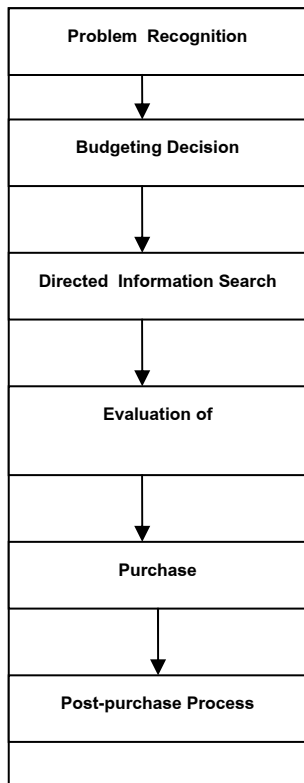 Problem Recognition
Budgeting Decision
Directed Information Search
Evaluation of
Purchase
Post-purchase Process